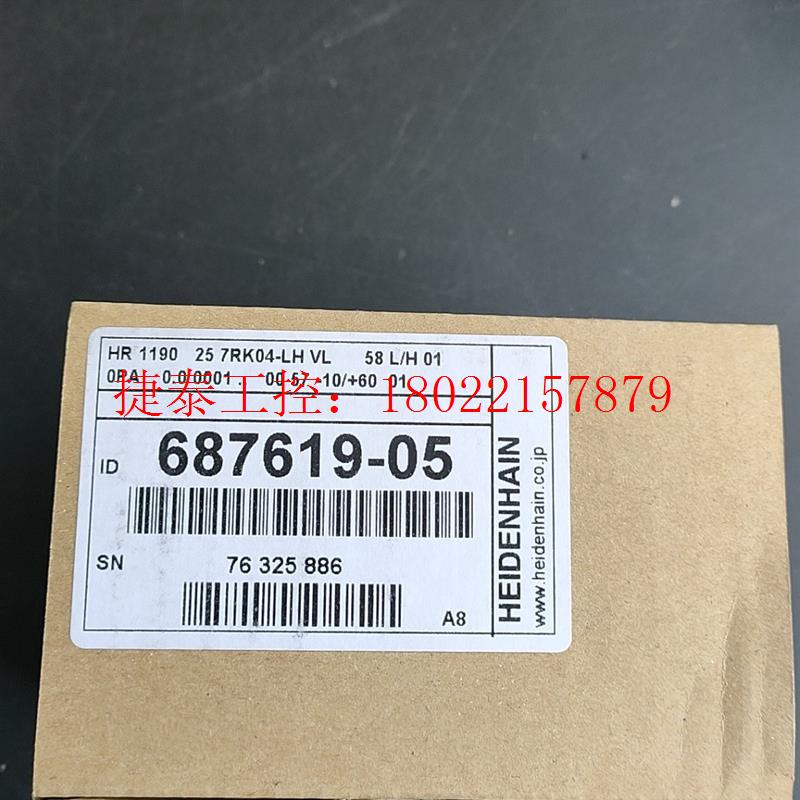 HR 1190 25 7RK04-LH VL 58 L/H 01
捷泰工控：18022157879
ID 687619-05
SN 76 325 886
A8
HEIDENHAIN
www.heidenhain.co.jp